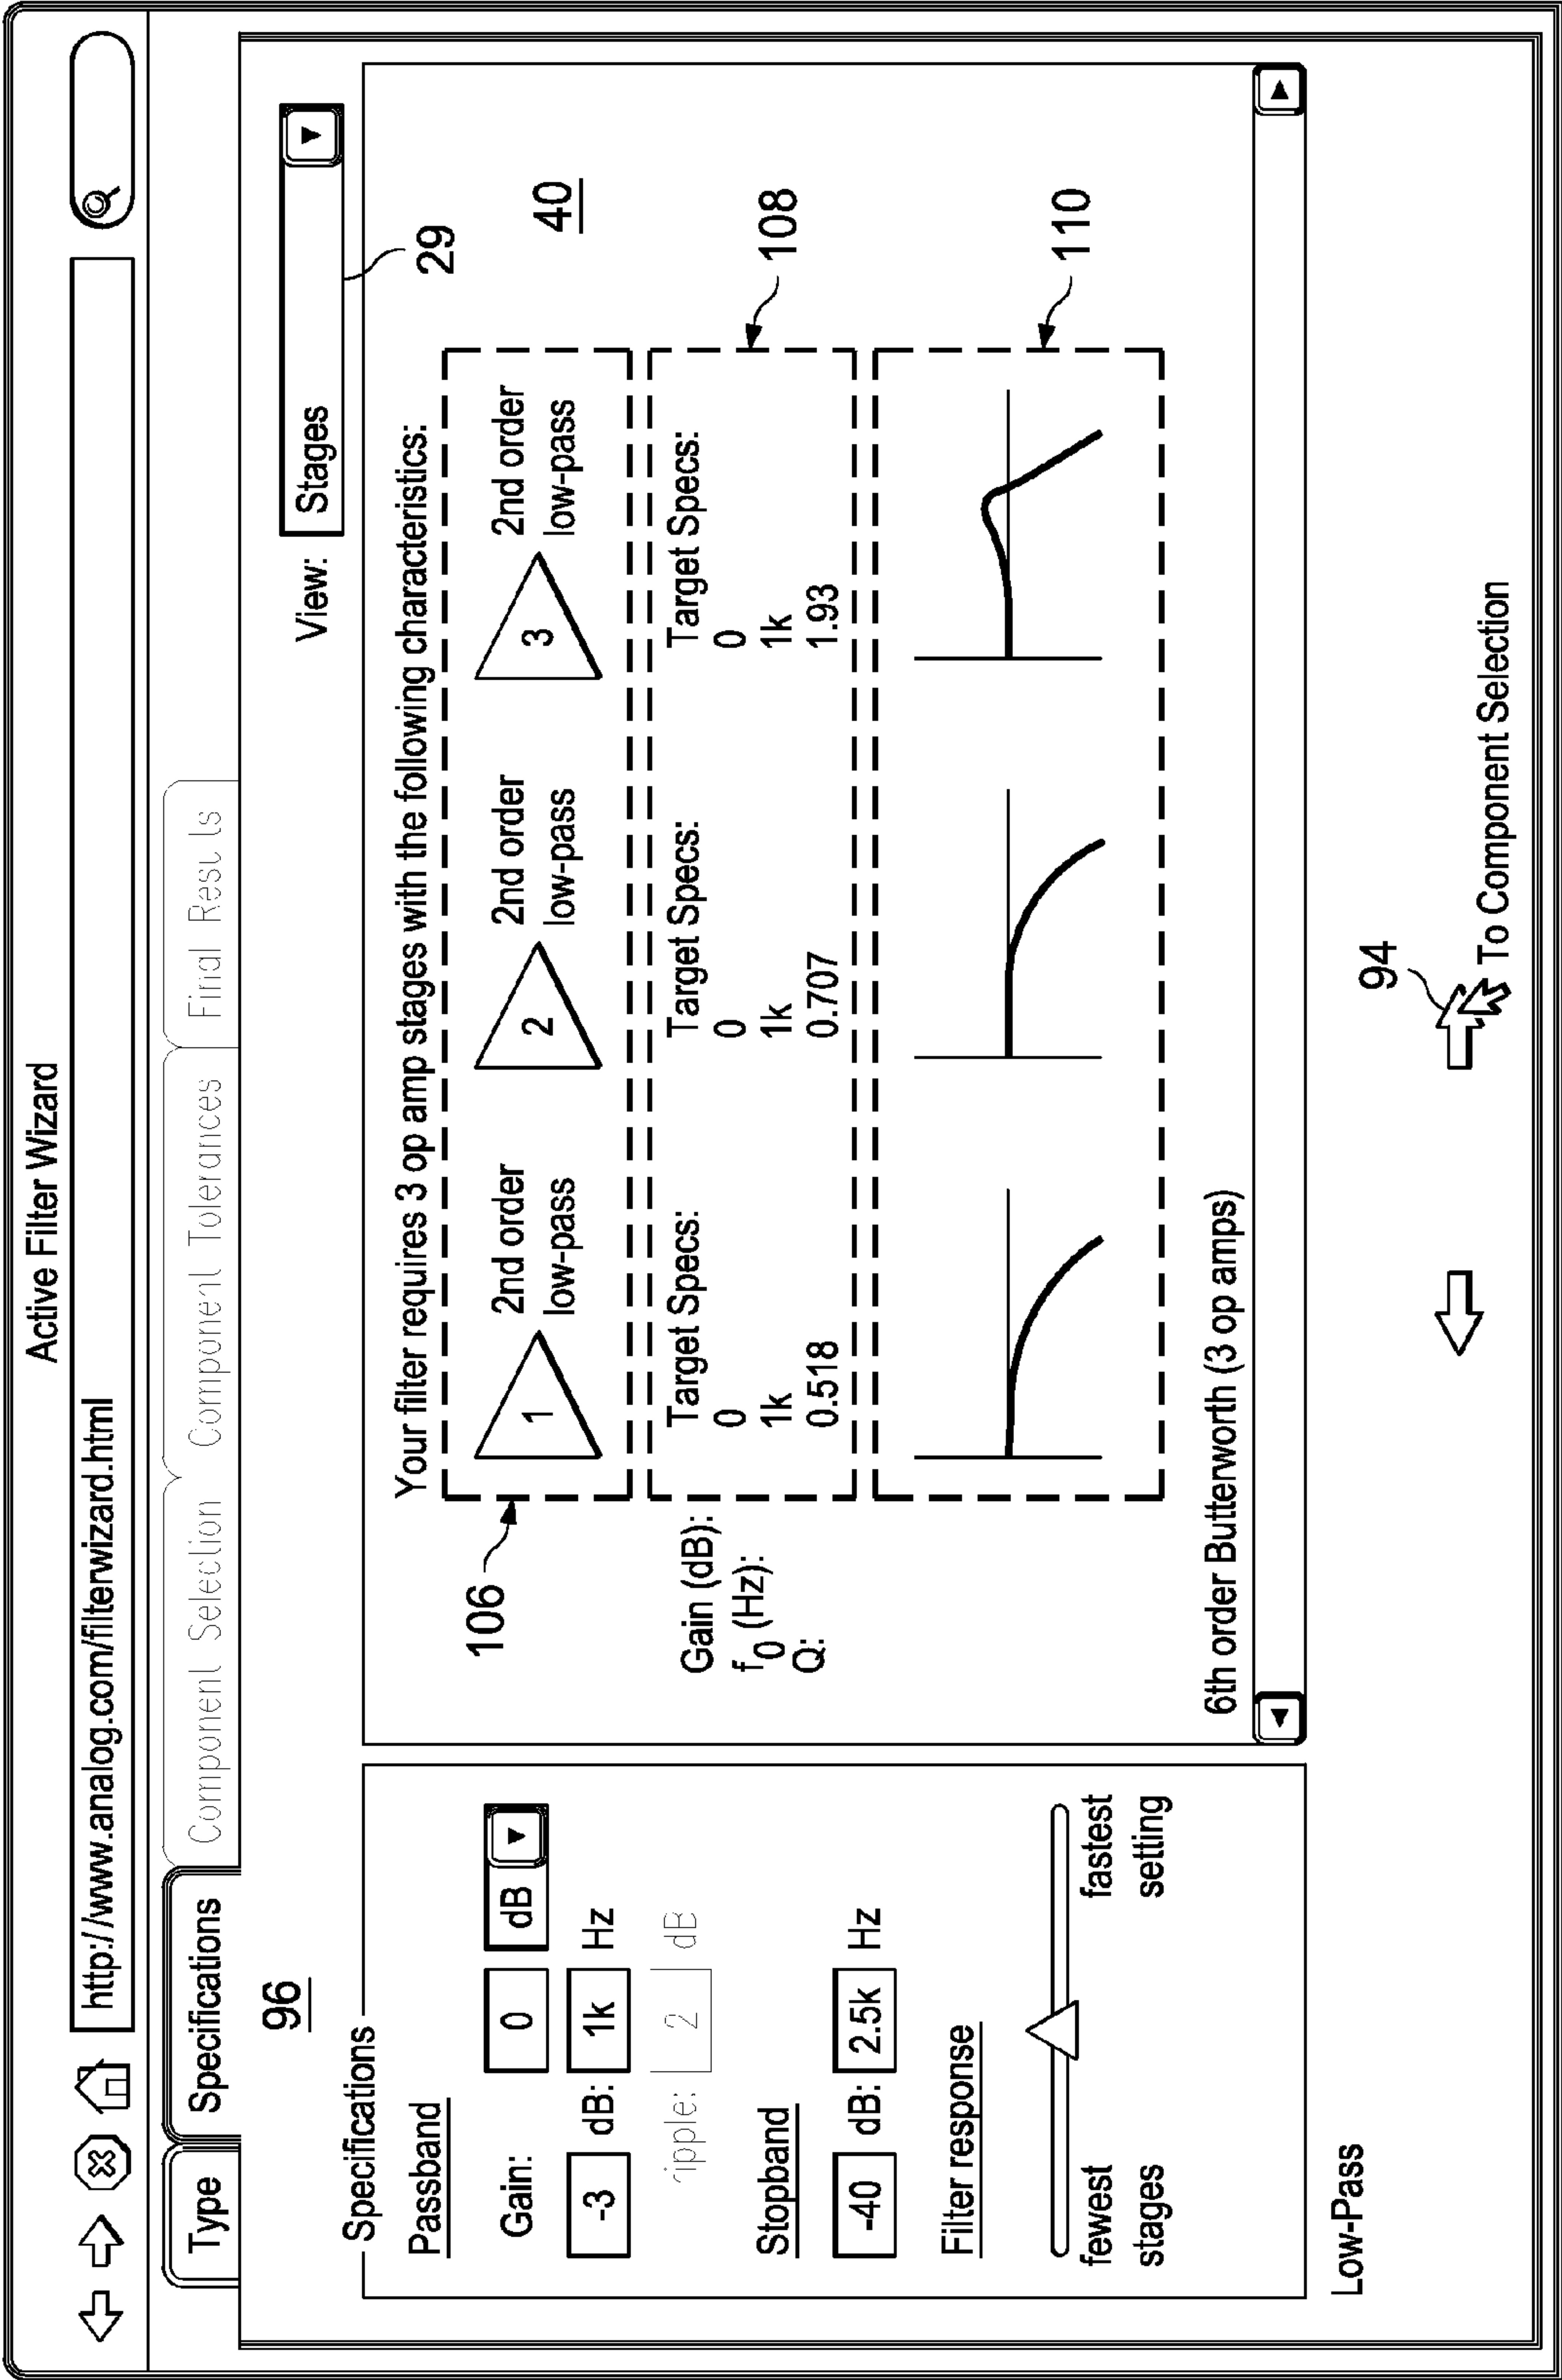 Active Filter Wizard
http://www.analog.com/filterwizard.html
Type
Specifications
Component Selection
Component Tolerances
Final Results
96
View:
Stages
29
Specifications
Passband
Gain:
0
dB
-3
dB:
1k
Hz
ripple:
2
dB
Stopband
-40
dB:
2.5k
Hz
Filter response
fewest
stages
fastest
setting
Low-Pass
40
Your filter requires 3 op amp stages with the following characteristics:
106
1
2nd order
low-pass
2
2nd order
low-pass
3
2nd order
low-pass
108
Target Specs: Target Specs: Target Specs:
Gain (dB): 0 0 0
f0 (Hz): 1k 1k 1k
Q: 0.518 0.707 1.93
110
6th order Butterworth (3 op amps)
94
To Component Selection